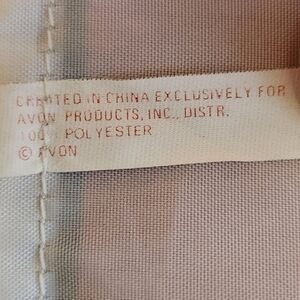 CREATED IN CHINA EXCLUSIVELY FOR
AVON PRODUCTS, INC., DISTR.
100% POLYESTER
© AVON